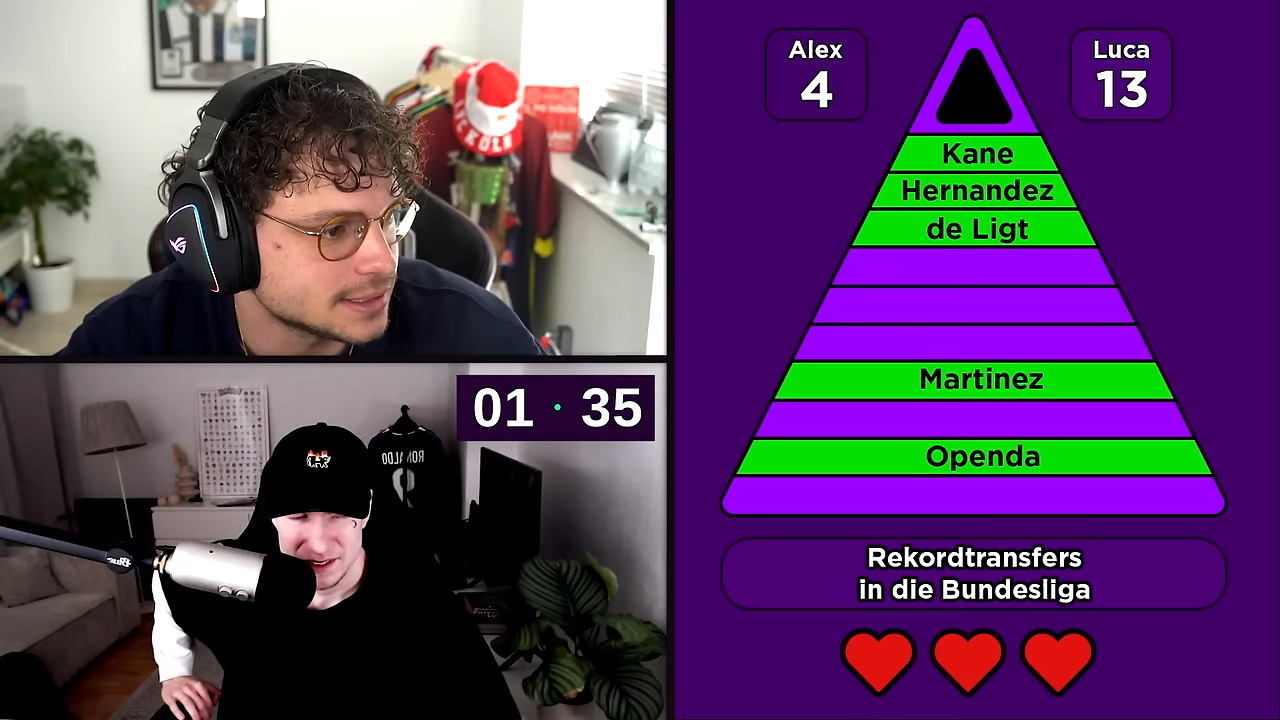 Alex
4
Luca
13
Kane
Hernandez
de Ligt
Martinez
Openda
Rekordtransfers
in die Bundesliga
01 · 35
RONALDO